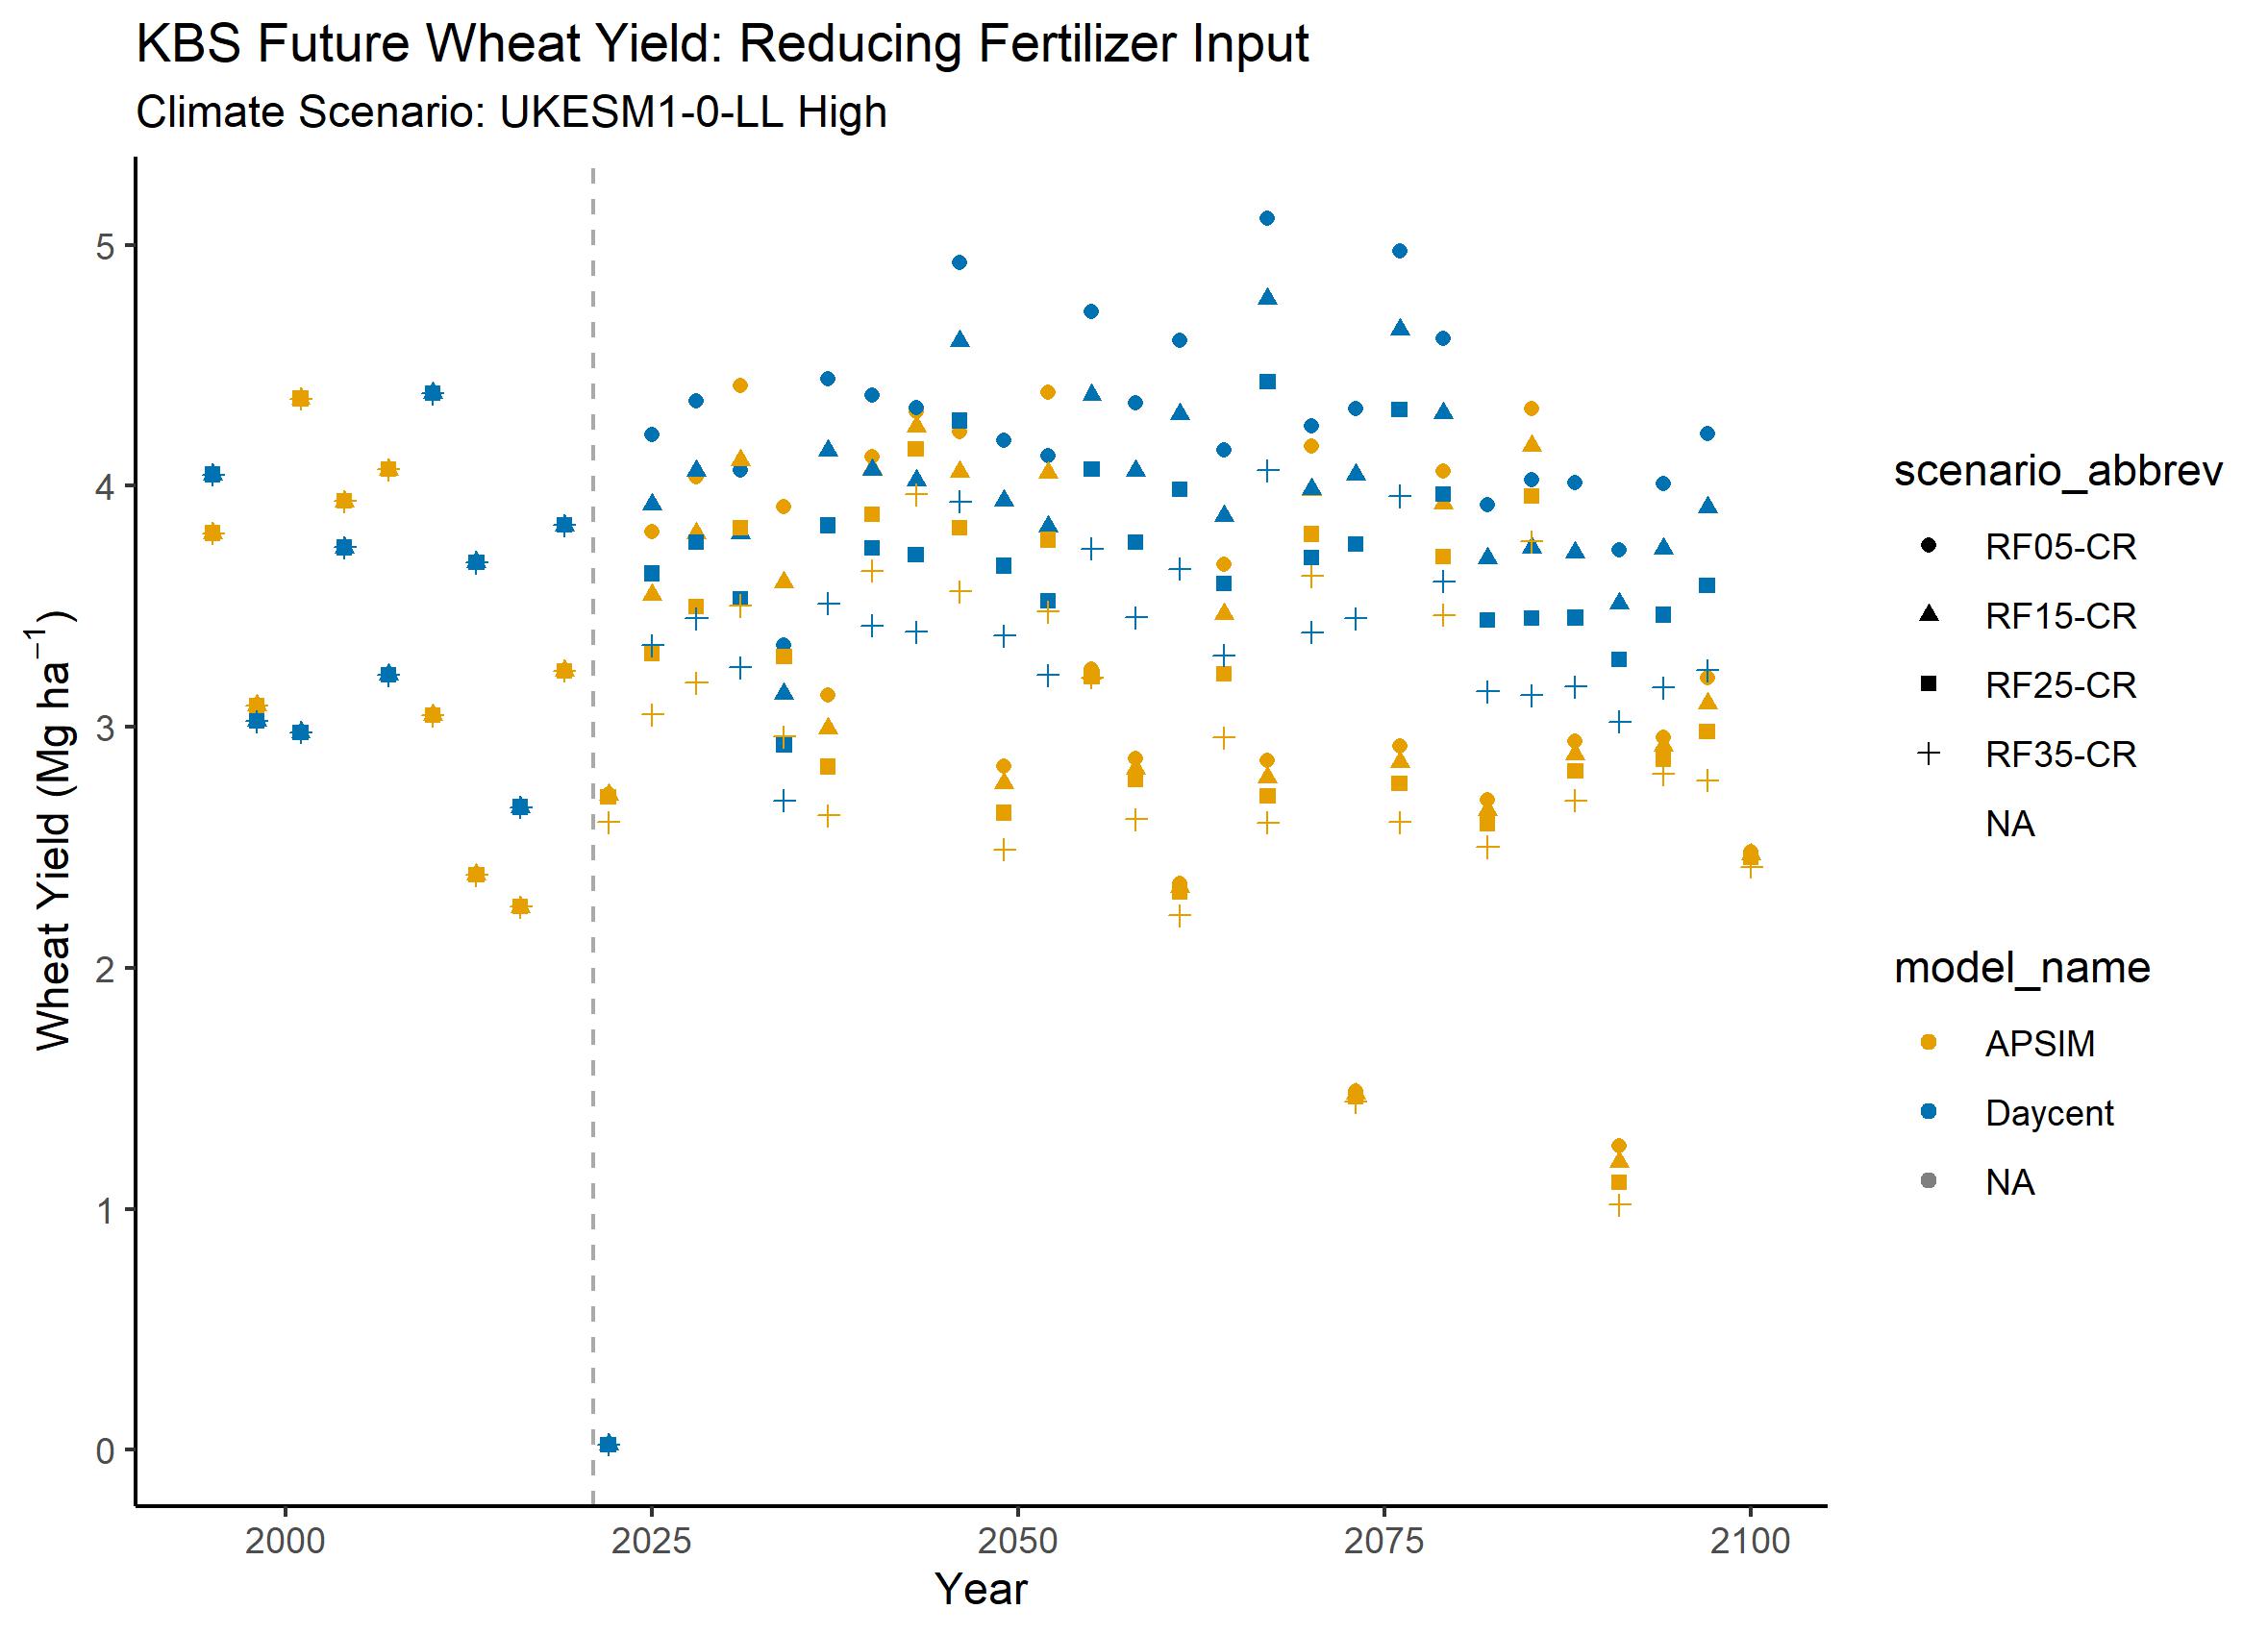 KBS Future Wheat Yield: Reducing Fertilizer Input
Climate Scenario: UKESM1-0-LL High
Wheat Yield (Mg ha⁻¹)
5
4
3
2
1
0
2000 2025 2050 2075 2100
Year
scenario_abbrev
RF05-CR
RF15-CR
RF25-CR
RF35-CR
NA
model_name
APSIM
Daycent
NA